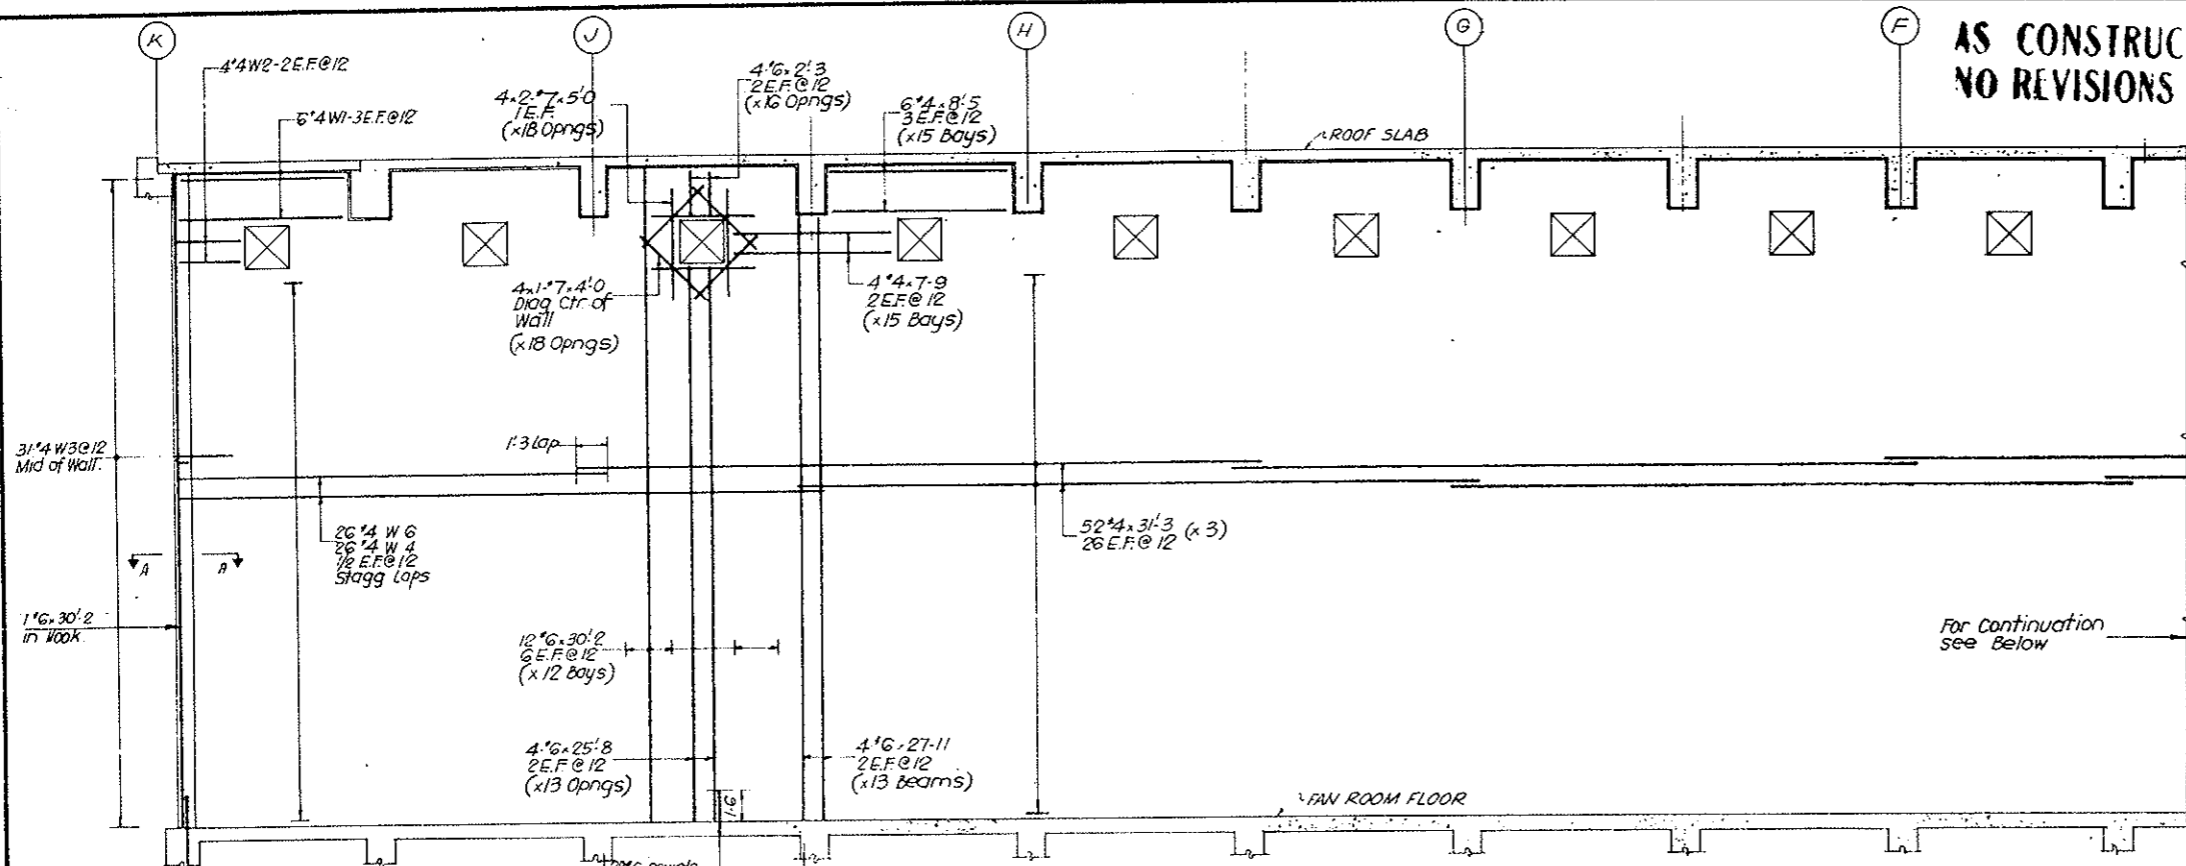 K
J
H
G
F
AS CONSTRUC
NO REVISIONS
4"4W2-2E.F.@12
6"4W1-3E.F.@12
4x2-"7x5'0
1E.F.
(x18 Opngs)
4-"6x2'-3
2E.F.@12
(x16 Opngs)
6"4x8'-5
3E.F.@12
(x15 Bays)
ROOF SLAB
4x1-"7x4'0
Diag Ctr. of
Wall
(x18 Opngs)
4"4x7-9
2E.F.@12
(x15 Bays)
31-"4 W3@12
Mid of Wall.
1'-3 Lap
26"4 W 6
26"4 W 4
1/2 E.F.@12
Stagg Laps
52"4x31'-3 (x3)
26 E.F.@12
A
A
1"6x30'-2
in Hook
12"6x30'-2
6E.F.@12
(x12 Bays)
For Continuation
see Below
4-"6x25'-8
2E.F.@12
(x13 Opngs)
4"6-27-11
2E.F.@12
(x13 Beams)
1-6
FAN ROOM FLOOR